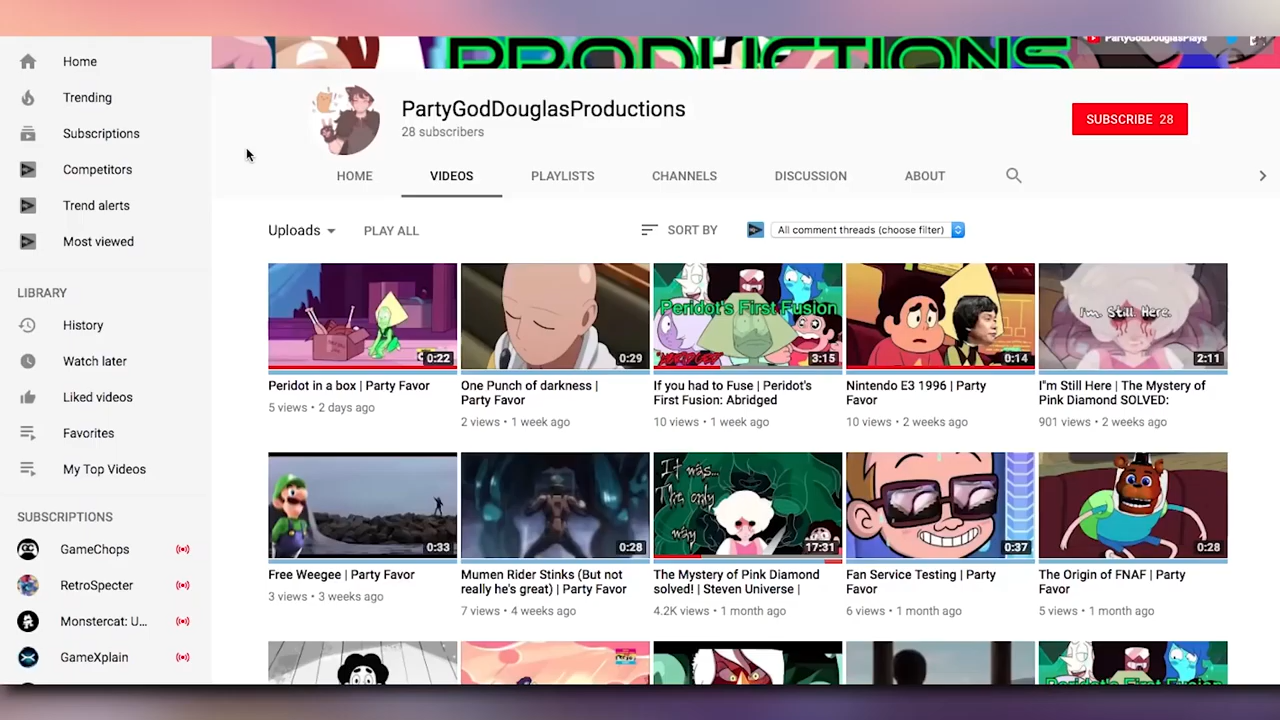 PRODUCTIONS
PartyGodDouglasPlays
Home
Trending
Subscriptions
Competitors
Trend alerts
Most viewed
LIBRARY
History
Watch later
Liked videos
Favorites
My Top Videos
SUBSCRIPTIONS
GameChops
RetroSpecter
Monstercat: U...
GameXplain
PartyGodDouglasProductions
28 subscribers
SUBSCRIBE 28
HOME
VIDEOS
PLAYLISTS
CHANNELS
DISCUSSION
ABOUT
Uploads
PLAY ALL
SORT BY
All comment threads (choose filter)
0:22
Peridot in a box | Party Favor
5 views • 2 days ago
0:29
One Punch of darkness |
Party Favor
2 views • 1 week ago
Peridot's First Fusion
3:15
If you had to Fuse | Peridot's
First Fusion: Abridged
10 views • 1 week ago
0:14
Nintendo E3 1996 | Party
Favor
10 views • 2 weeks ago
I'm. Still. Here.
2:11
I"m Still Here | The Mystery of
Pink Diamond SOLVED:
901 views • 2 weeks ago
0:33
Free Weegee | Party Favor
3 views • 3 weeks ago
0:28
Mumen Rider Stinks (But not
really he's great) | Party Favor
7 views • 4 weeks ago
It was...
The only
way
17:31
The Mystery of Pink Diamond
solved! | Steven Universe |
4.2K views • 1 month ago
0:37
Fan Service Testing | Party
Favor
6 views • 1 month ago
0:28
The Origin of FNAF | Party
Favor
5 views • 1 month ago
Peridot's First Fusion